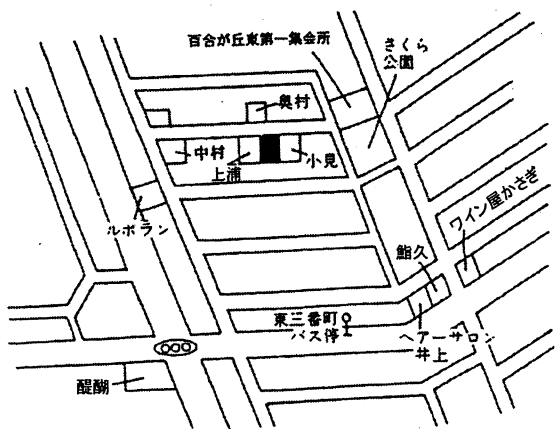 百合が丘東第一集会所
さくら
公園
奥村
中村
上浦
小見
ルポラン
ワイン屋かさぎ
鮨久
東三番町
バス停
ヘアーサロン
井上
醍醐